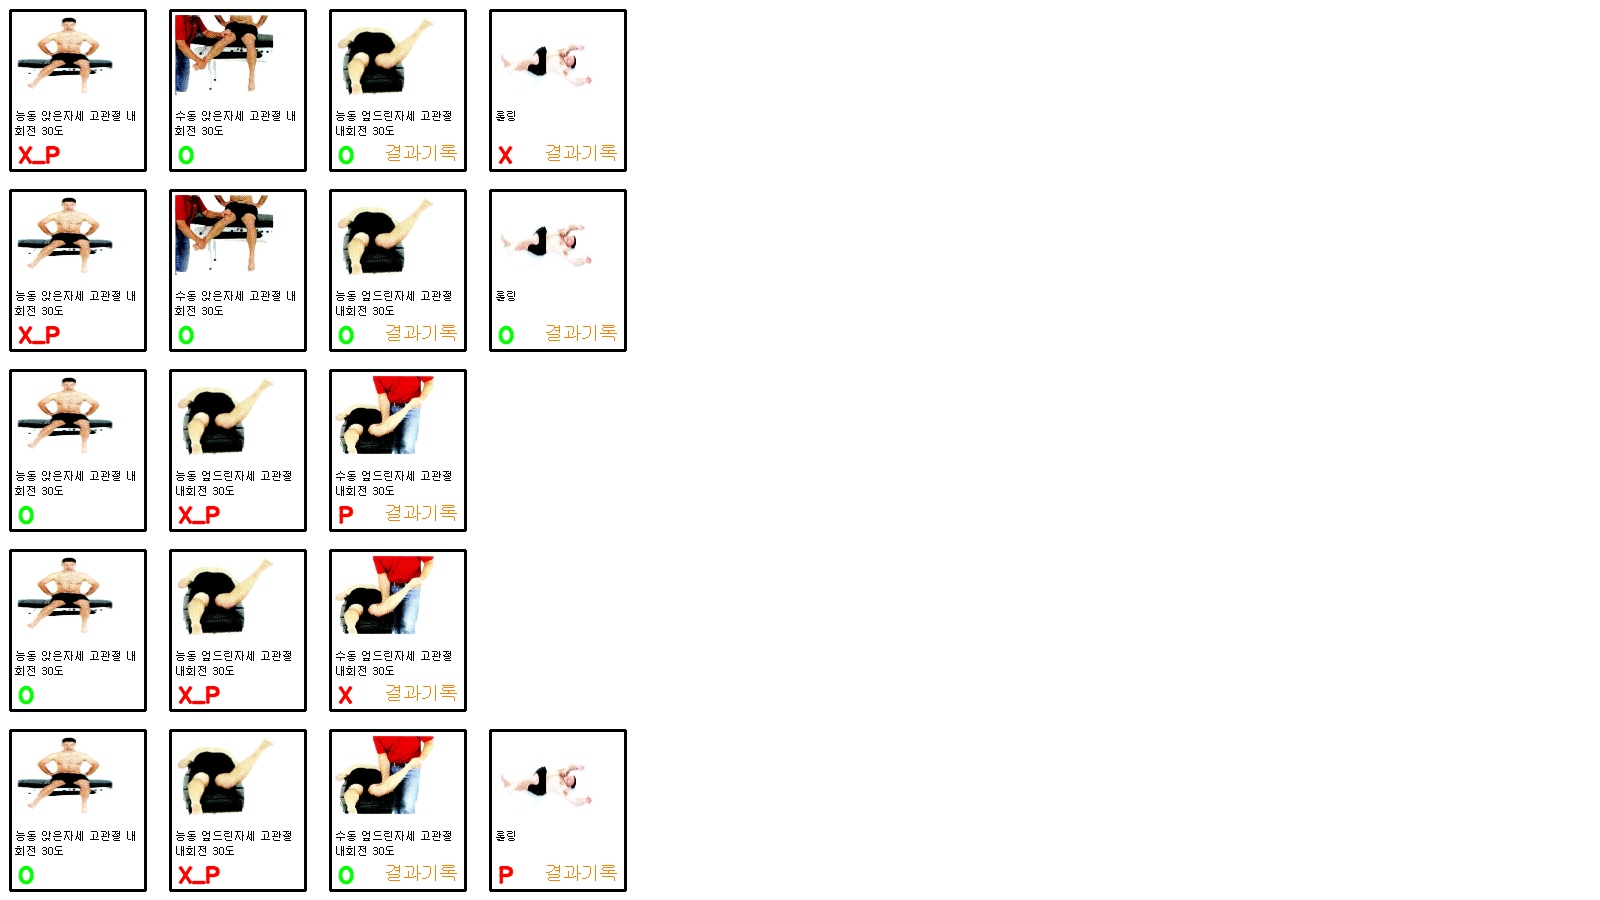 능동 앉은자세 고관절 내
회전 30도
X_P
수동 앉은자세 고관절 내
회전 30도
O
능동 엎드린자세 고관절
내회전 30도
O 결과기록
롤링
X 결과기록
능동 앉은자세 고관절 내
회전 30도
X_P
수동 앉은자세 고관절 내
회전 30도
O
능동 엎드린자세 고관절
내회전 30도
O 결과기록
롤링
O 결과기록
능동 앉은자세 고관절 내
회전 30도
O
능동 엎드린자세 고관절
내회전 30도
X_P
수동 엎드린자세 고관절
내회전 30도
P 결과기록
능동 앉은자세 고관절 내
회전 30도
O
능동 엎드린자세 고관절
내회전 30도
X_P
수동 엎드린자세 고관절
내회전 30도
X 결과기록
능동 앉은자세 고관절 내
회전 30도
O
능동 엎드린자세 고관절
내회전 30도
X_P
수동 엎드린자세 고관절
내회전 30도
O 결과기록
롤링
P 결과기록